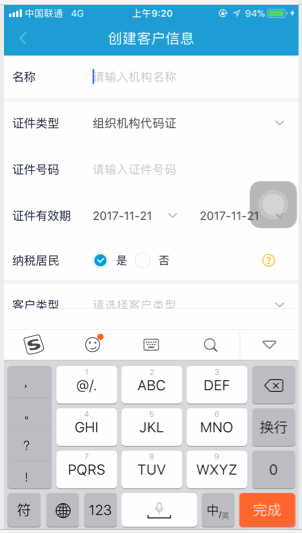 中国联通 4G 上午9:20 94%
创建客户信息
名称 请输入机构名称
证件类型 组织机构代码证
证件号码 请输入证件号码
证件有效期 2017-11-21 2017-11-21
纳税居民 是 否 ?
客户类型 请选择客户类型
S
, 1 @/. 2 ABC 3 DEF
。 4 GHI 5 JKL 6 MNO 换行
?
! 7 PQRS 8 TUV 9 WXYZ 0
符 123 中/英 完成